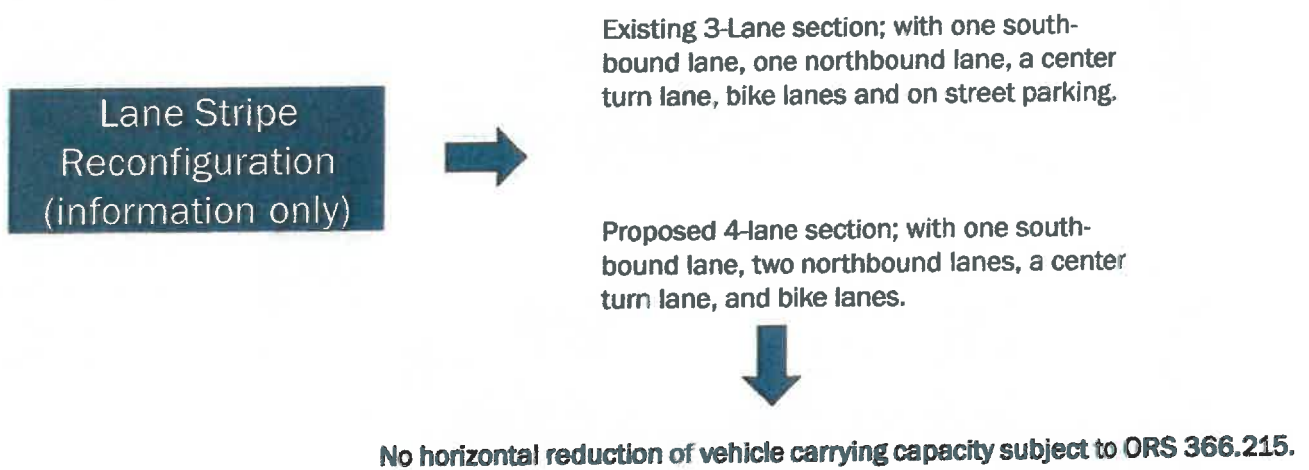 Lane Stripe
Reconfiguration
(information only)
Existing 3-Lane section; with one south-
bound lane, one northbound lane, a center
turn lane, bike lanes and on street parking.
Proposed 4-lane section; with one south-
bound lane, two northbound lanes, a center
turn lane, and bike lanes.
No horizontal reduction of vehicle carrying capacity subject to ORS 366.215.